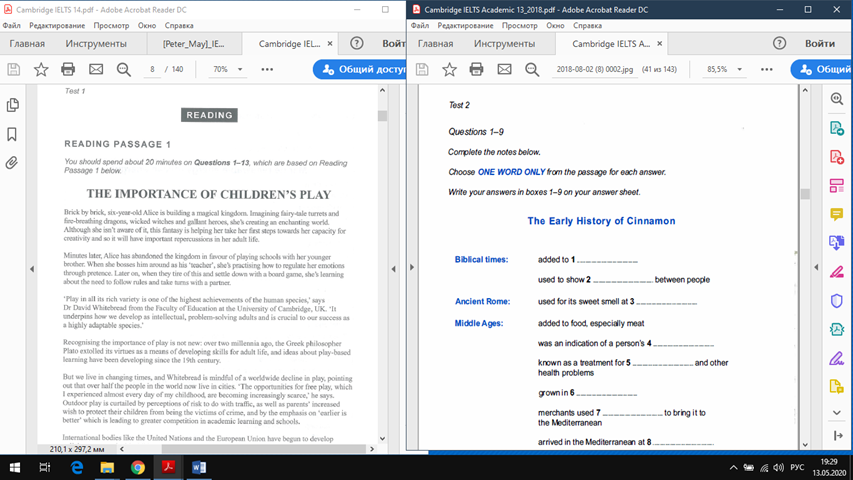 Cambridge IELTS 14.pdf - Adobe Acrobat Reader DC
Файл Редактирование Просмотр Окно Справка
Главная Инструменты [Peter_May]_IE... Cambridge IEL... × Войт
8 / 140 70% Общий доступ
Test 1
READING
READING PASSAGE 1
You should spend about 20 minutes on Questions 1–13, which are based on Reading
Passage 1 below.
THE IMPORTANCE OF CHILDREN'S PLAY
Brick by brick, six-year-old Alice is building a magical kingdom. Imagining fairy-tale turrets and
fire-breathing dragons, wicked witches and gallant heroes, she's creating an enchanting world.
Although she isn't aware of it, this fantasy is helping her take her first steps towards her capacity for
creativity and so it will have important repercussions in her adult life.
Minutes later, Alice has abandoned the kingdom in favour of playing schools with her younger
brother. When she bosses him around as his 'teacher', she's practising how to regulate her emotions
through pretence. Later on, when they tire of this and settle down with a board game, she's learning
about the need to follow rules and take turns with a partner.
'Play in all its rich variety is one of the highest achievements of the human species,' says
Dr David Whitebread from the Faculty of Education at the University of Cambridge, UK. 'It
underpins how we develop as intellectual, problem-solving adults and is crucial to our success as
a highly adaptable species.'
Recognising the importance of play is not new: over two millennia ago, the Greek philosopher
Plato extolled its virtues as a means of developing skills for adult life, and ideas about play-based
learning have been developing since the 19th century.
But we live in changing times, and Whitebread is mindful of a worldwide decline in play, pointing
out that over half the people in the world now live in cities. 'The opportunities for free play, which
I experienced almost every day of my childhood, are becoming increasingly scarce,' he says.
Outdoor play is curtailed by perceptions of risk to do with traffic, as well as parents' increased
wish to protect their children from being the victims of crime, and by the emphasis on 'earlier is
better' which is leading to greater competition in academic learning and schools.
International bodies like the United Nations and the European Union have begun to develop
210,1 x 297,2 мм
Cambridge IELTS Academic 13_2018.pdf - Adobe Acrobat Reader DC
Файл Редактирование Просмотр Окно Справка
Главная Инструменты Cambridge IELTS A... × Войти
2018-08-02 (8) 0002.jpg (41 из 143) 85,5% Общий
Test 2
Questions 1–9
Complete the notes below.
Choose ONE WORD ONLY from the passage for each answer.
Write your answers in boxes 1–9 on your answer sheet.
The Early History of Cinnamon
Biblical times: added to 1
used to show 2 between people
Ancient Rome: used for its sweet smell at 3
Middle Ages: added to food, especially meat
was an indication of a person's 4
known as a treatment for 5 and other
health problems
grown in 6
merchants used 7 to bring it to
the Mediterranean
arrived in the Mediterranean at 8
РУС
19:29
13.05.2020